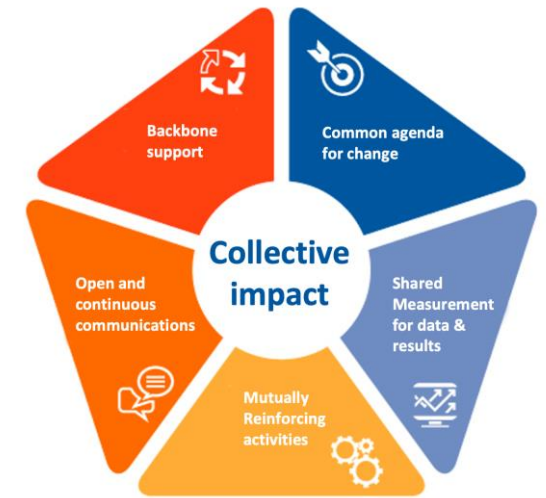 Backbone
support
Common agenda
for change
Collective
impact
Open and
continuous
communications
Shared
Measurement
for data &
results
Mutually
Reinforcing
activities